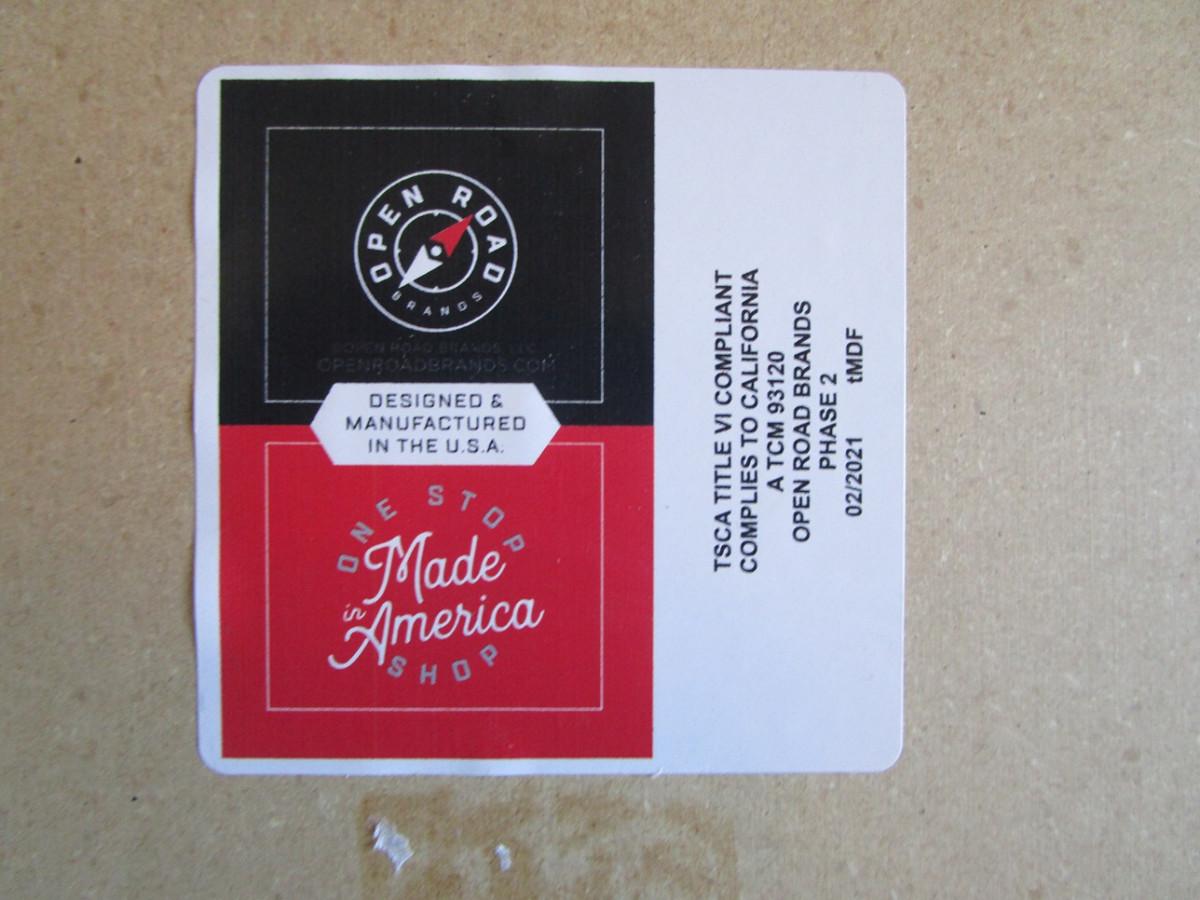 OPEN ROAD
BRANDS
©OPEN ROAD BRANDS, LLC
OPENROADBRANDS.COM
DESIGNED &
MANUFACTURED
IN THE U.S.A.
ONE STOP
Made
in
America
SHOP
TSCA TITLE VI COMPLIANT
COMPLIES TO CALIFORNIA
A TCM 93120
OPEN ROAD BRANDS
PHASE 2
02/2021 tMDF